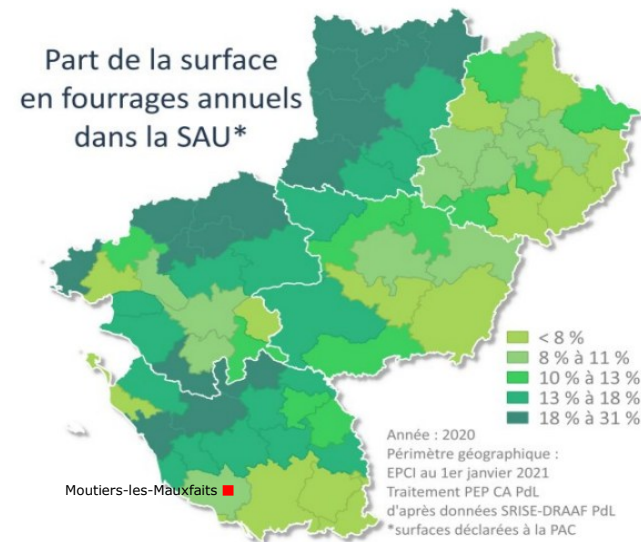 Part de la surface
en fourrages annuels
dans la SAU*
< 8 %
8 % à 11 %
10 % à 13 %
13 % à 18 %
18 % à 31 %
Année : 2020
Périmètre géographique :
EPCI au 1er janvier 2021
Traitement PEP CA PdL
d'après données SRISE-DRAAF PdL
*surfaces déclarées à la PAC
Moutiers-les-Mauxfaits